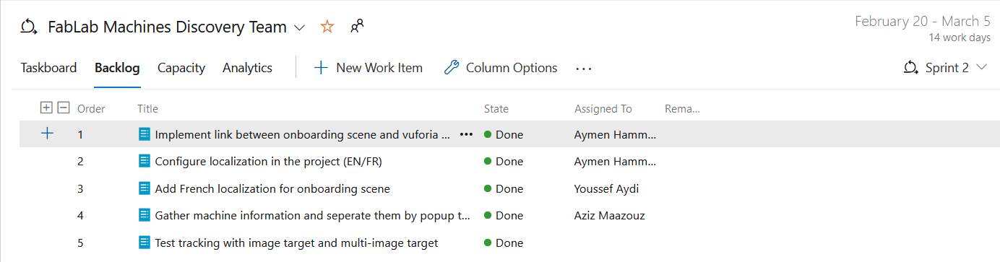 FabLab Machines Discovery Team
February 20 - March 5
14 work days
Taskboard Backlog Capacity Analytics New Work Item Column Options ... Sprint 2
Order Title State Assigned To Rema...
1 Implement link between onboarding scene and vuforia ... ... Done Aymen Hamm...
2 Configure localization in the project (EN/FR) Done Aymen Hamm...
3 Add French localization for onboarding scene Done Youssef Aydi
4 Gather machine information and seperate them by popup t... Done Aziz Maazouz
5 Test tracking with image target and multi-image target Done